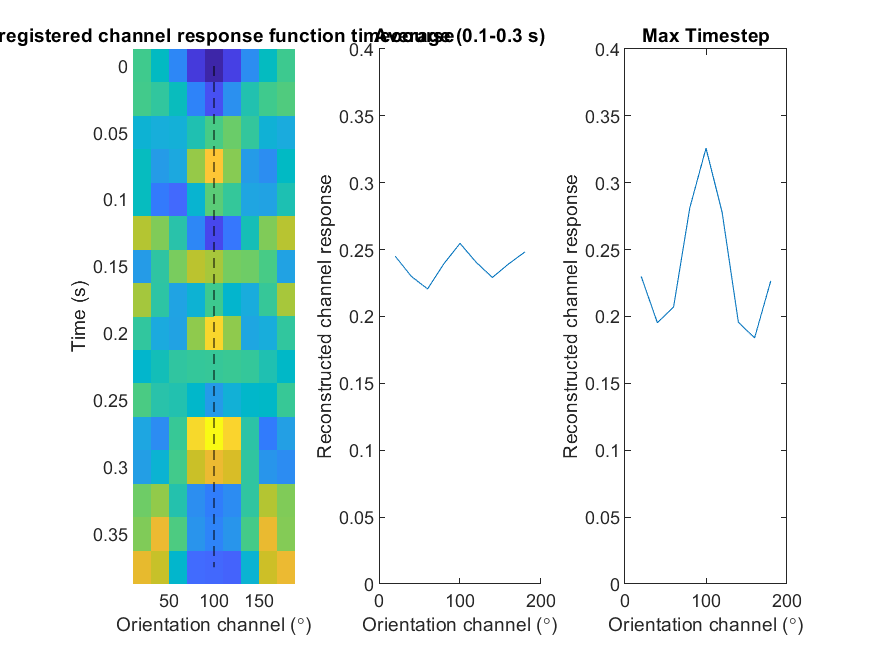 registered channel response function timecourse
Average (0.1-0.3 s)
Max Timestep
0
0.05
0.1
0.15
0.2
0.25
0.3
0.35
Time (s)
50 100 150
Orientation channel (°)
0.4
0.35
0.3
0.25
0.2
0.15
0.1
0.05
0
Reconstructed channel response
0 100 200
Orientation channel (°)
0.4
0.35
0.3
0.25
0.2
0.15
0.1
0.05
0
Reconstructed channel response
0 100 200
Orientation channel (°)